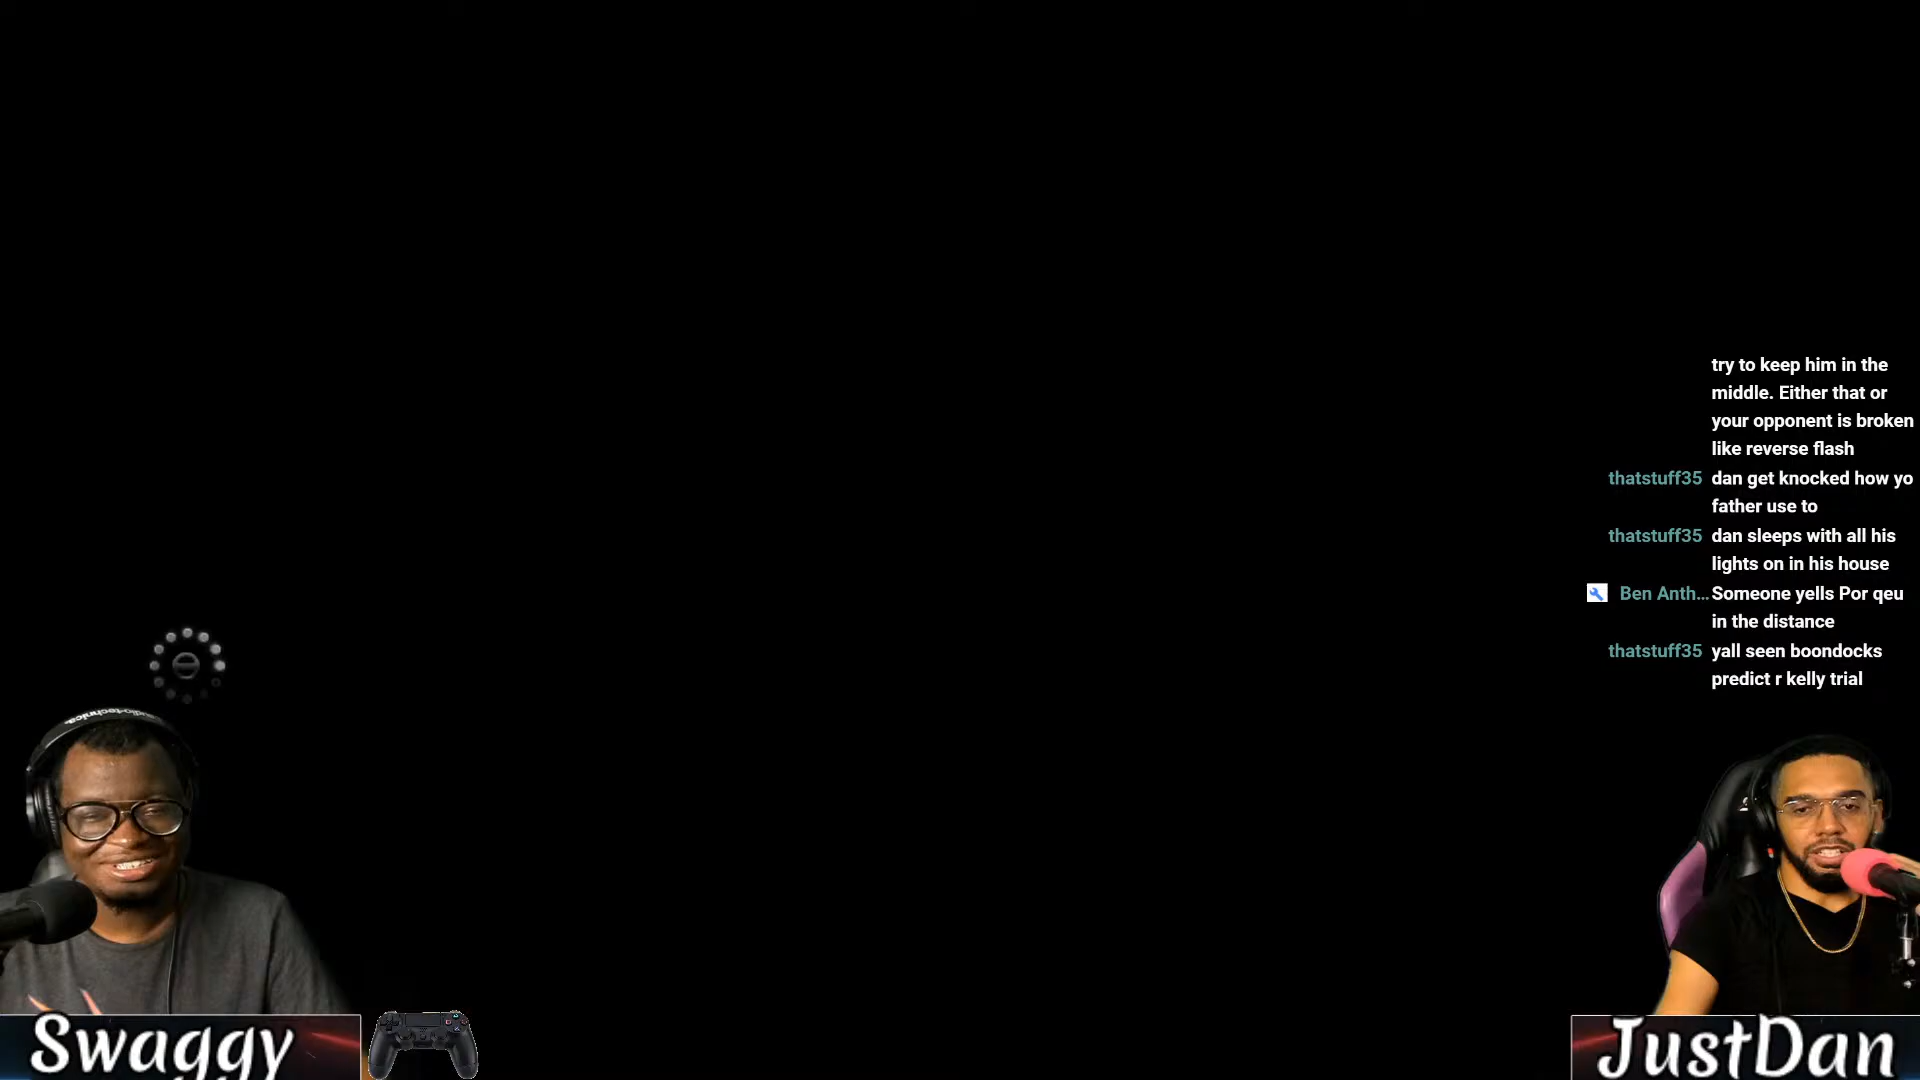 try to keep him in the
middle. Either that or
your opponent is broken
like reverse flash
thatstuff35 dan get knocked how yo
father use to
thatstuff35 dan sleeps with all his
lights on in his house
Ben Anth... Someone yells Por qeu
in the distance
thatstuff35 yall seen boondocks
predict r kelly trial
audio-technica
Swaggy
JustDan